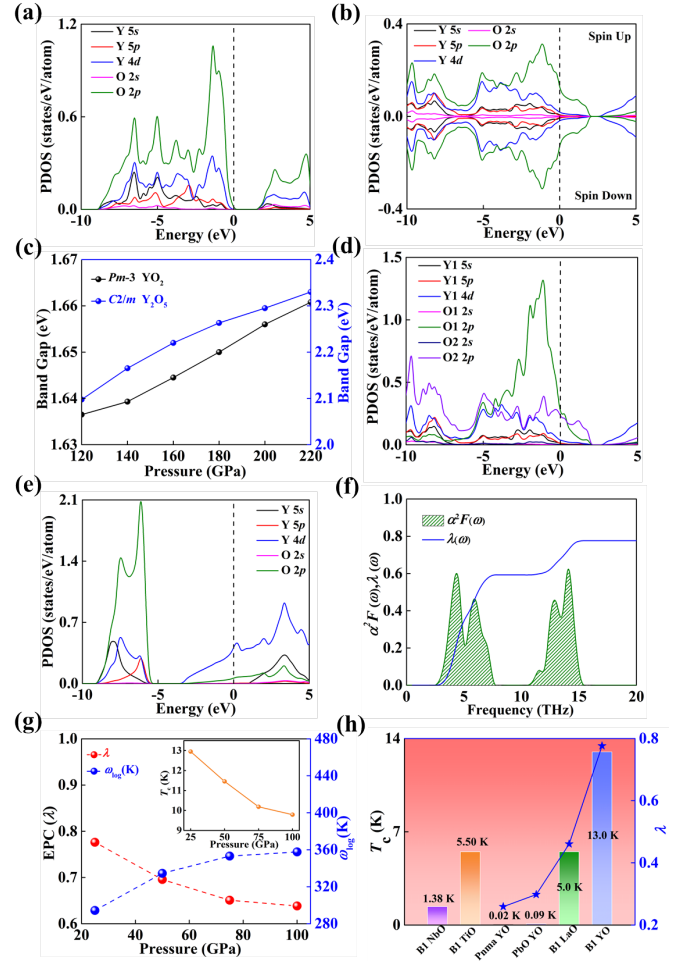 (a)
PDOS (states/eV/atom)
1.2
0.6
0.0
Y 5s
Y 5p
Y 4d
O 2s
O 2p
-10 -5 0 5
Energy (eV)
(b)
PDOS (states/eV/atom)
0.4
0.0
-0.4
Y 5s O 2s
Y 5p O 2p
Y 4d
Spin Up
Spin Down
-10 -5 0 5
Energy (eV)
(c)
Band Gap (eV)
1.67
1.66
1.65
1.64
1.63
Pm-3 YO₂
C2/m Y₂O₅
2.4
2.3
2.2
2.1
2.0
Band Gap (eV)
120 140 160 180 200 220
Pressure (GPa)
(d)
PDOS (states/eV/atom)
1.5
1.0
0.5
0.0
Y1 5s
Y1 5p
Y1 4d
O1 2s
O1 2p
O2 2s
O2 2p
-10 -5 0 5
Energy (eV)
(e)
PDOS (states/eV/atom)
2.1
1.4
0.7
0.0
Y 5s
Y 5p
Y 4d
O 2s
O 2p
-10 -5 0 5
Energy (eV)
(f)
α²F(ω),λ(ω)
1.0
0.8
0.6
0.4
0.2
0.0
α²F(ω)
λ(ω)
0 5 10 15 20
Frequency (THz)
(g)
EPC (λ)
1.0
0.9
0.8
0.7
0.6
λ
ω_log(K)
T_c (K)
13
12
11
10
9
25 50 75 100
Pressure (GPa)
480
420
360
300
240
ω_log(K)
20 40 60 80 100
Pressure (GPa)
(h)
T_c (K)
14
7
0
1.38 K
5.50 K
0.02 K
0.09 K
5.0 K
13.0 K
0.8
0.6
0.4
0.2
λ
B1 NbO
B1 TiO
Pnma YO
PbO YO
B1 LaO
B1 YO